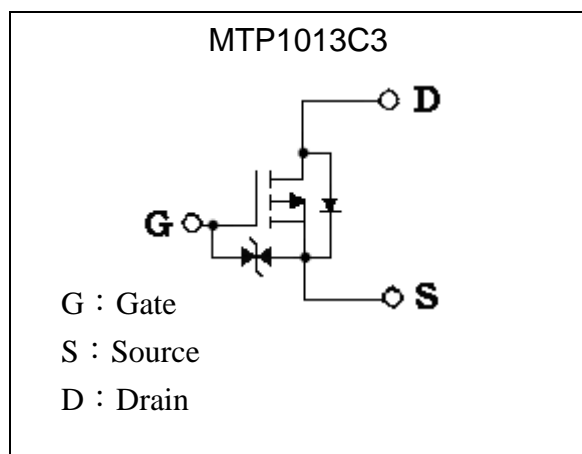 MTP1013C3
D
G
S
G：Gate
S：Source
D：Drain